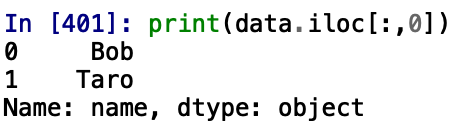 In [401]: print(data.iloc[:,0])
0      Bob
1     Taro
Name: name, dtype: object